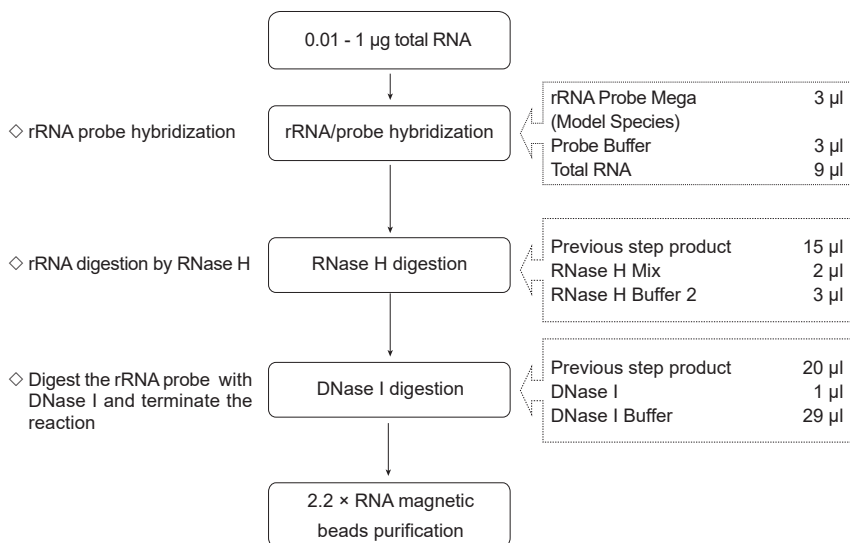 0.01 - 1 µg total RNA
◇ rRNA probe hybridization
rRNA/probe hybridization
rRNA Probe Mega 3 µl
(Model Species)
Probe Buffer 3 µl
Total RNA 9 µl
◇ rRNA digestion by RNase H
RNase H digestion
Previous step product 15 µl
RNase H Mix 2 µl
RNase H Buffer 2 3 µl
◇ Digest the rRNA probe with
DNase I and terminate the
reaction
DNase I digestion
Previous step product 20 µl
DNase I 1 µl
DNase I Buffer 29 µl
2.2 × RNA magnetic
beads purification